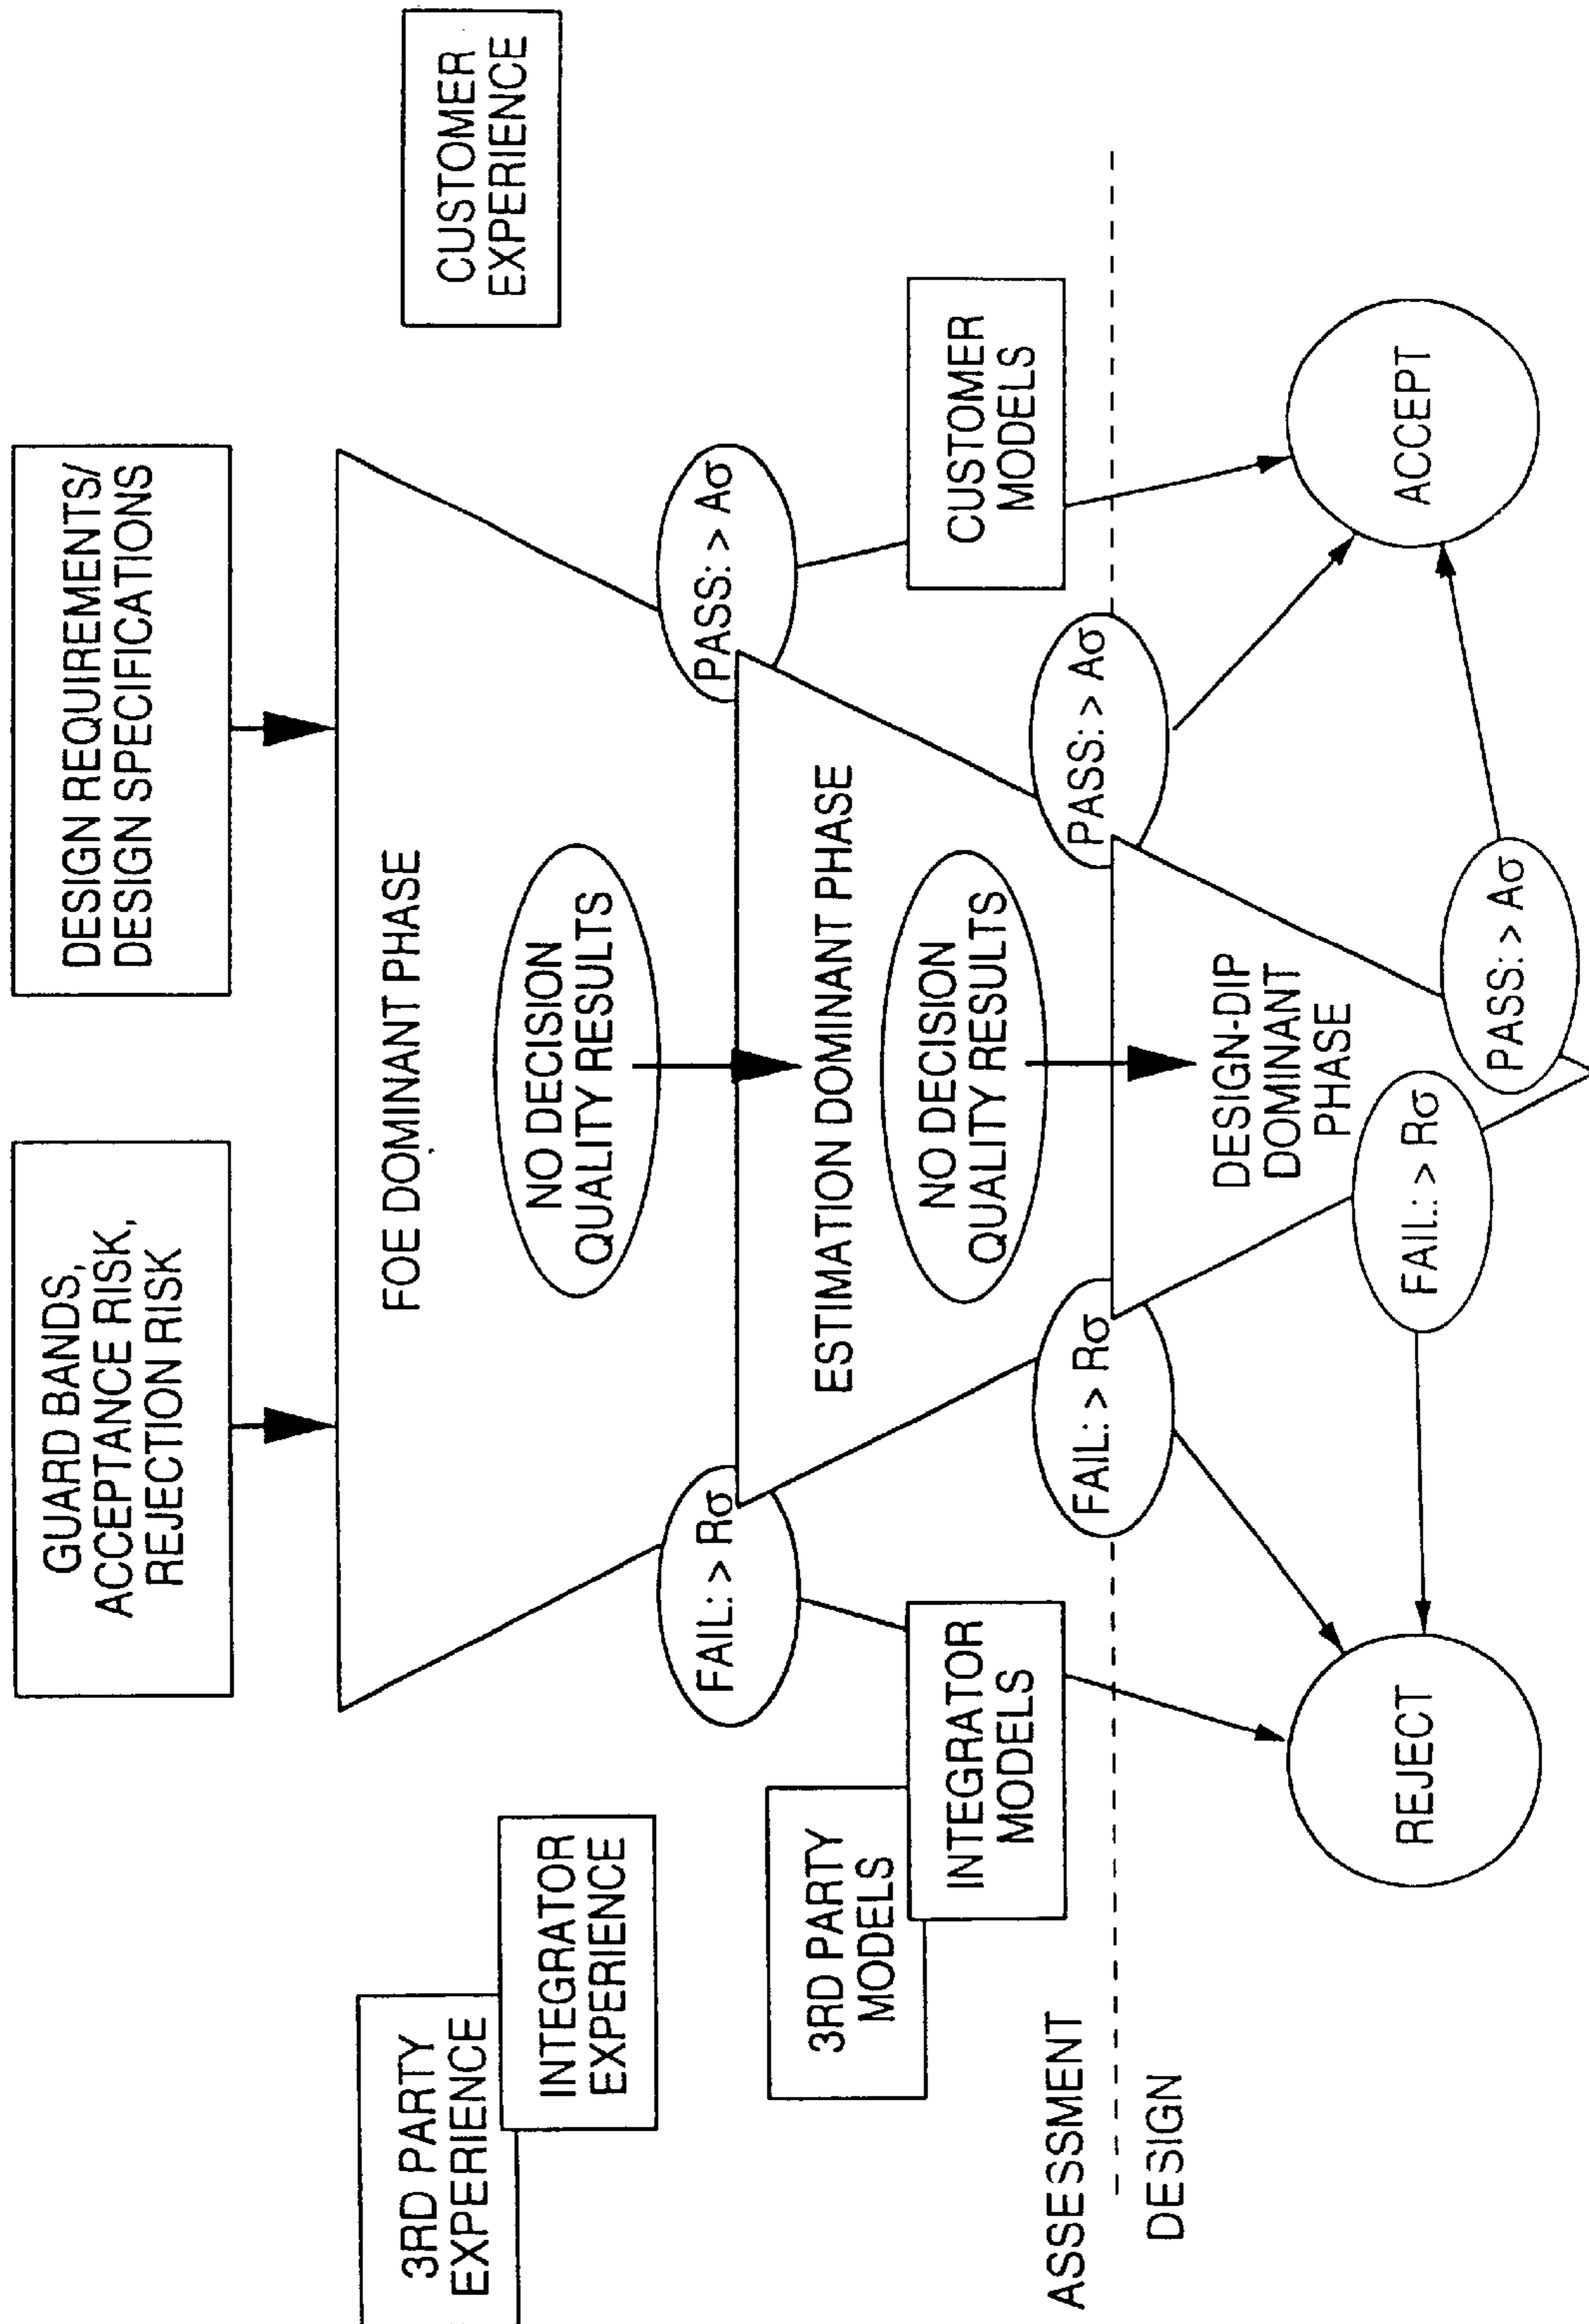 GUARD BANDS,
ACCEPTANCE RISK,
REJECTION RISK
DESIGN REQUIREMENTS/
DESIGN SPECIFICATIONS
3RD PARTY
EXPERIENCE
INTEGRATOR
EXPERIENCE
FOE DOMINANT PHASE
CUSTOMER
EXPERIENCE
NO DECISION
QUALITY RESULTS
FAIL: > Rσ
PASS: > Aσ
3RD PARTY
MODELS
INTEGRATOR
MODELS
ESTIMATION DOMINANT PHASE
CUSTOMER
MODELS
NO DECISION
QUALITY RESULTS
FAIL: > Rσ
PASS: > Aσ
ASSESSMENT
DESIGN
DESIGN-DIP
DOMINANT
PHASE
REJECT
FAIL: > Rσ
PASS: > Aσ
ACCEPT